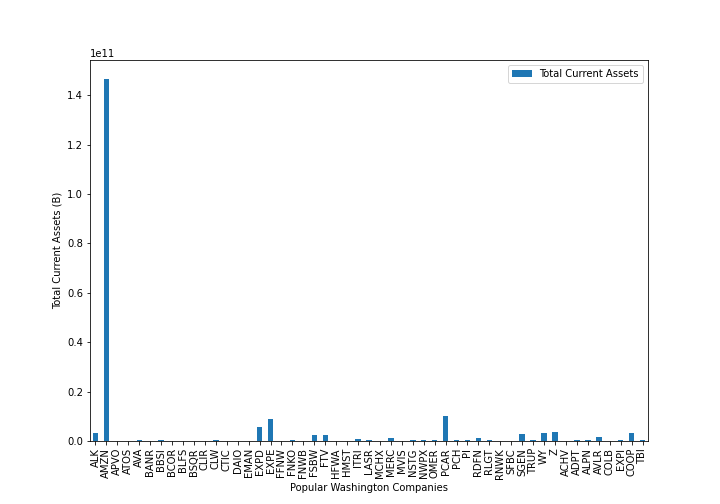 1e11
Total Current Assets
1.4
1.2
1.0
0.8
0.6
0.4
0.2
0.0
Total Current Assets (B)
ALK
AMZN
APVO
ATOS
AVA
BANR
BBSI
BCOR
BLFS
BSQR
CLIR
CLW
CTIC
DAIO
EMAN
EXPD
EXPE
FFNW
FNKO
FNWB
FSBW
FTV
HFWA
HMST
ITRI
LASR
MCHX
MERC
MVIS
NSTG
NWPX
OMER
PCAR
PCH
PI
RDFN
RLGT
RNWK
SFBC
SGEN
TRUP
WY
Z
ACHV
ADPT
ALPN
AVLR
COLB
EXPI
COOP
TBI
Popular Washington Companies